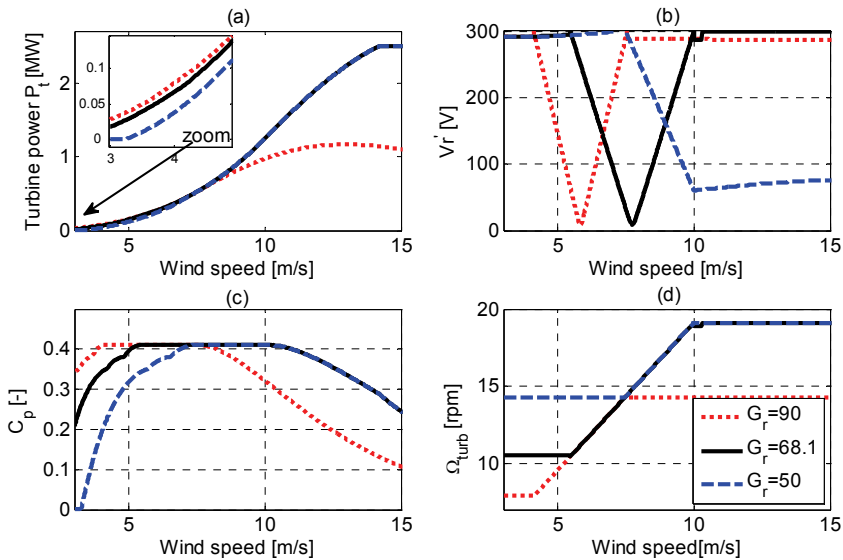 (a)
Turbine power P_t [MW]
2
1
0
0.1
0.05
0
3
4
zoom
5
10
15
Wind speed [m/s]
(b)
Vr' [V]
300
200
100
0
5
10
15
Wind speed [m/s]
(c)
C_p [-]
0.4
0.3
0.2
0.1
0
5
10
15
Wind speed [m/s]
(d)
Ω_turb [rpm]
20
15
10
5
10
15
Wind speed[m/s]
G_r=90
G_r=68.1
G_r=50